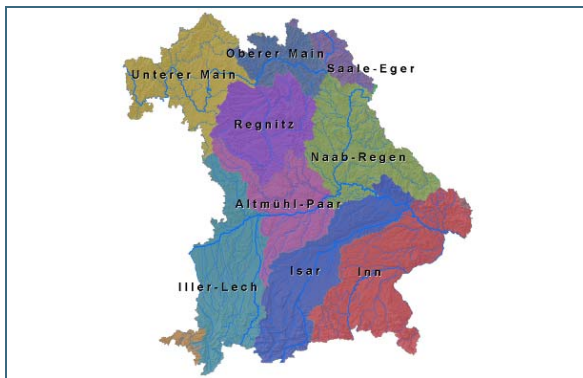 Oberer Main
Saale-Eger
Unterer Main
Regnitz
Naab-Regen
Altmühl-Paar
Isar
Inn
Iller-Lech